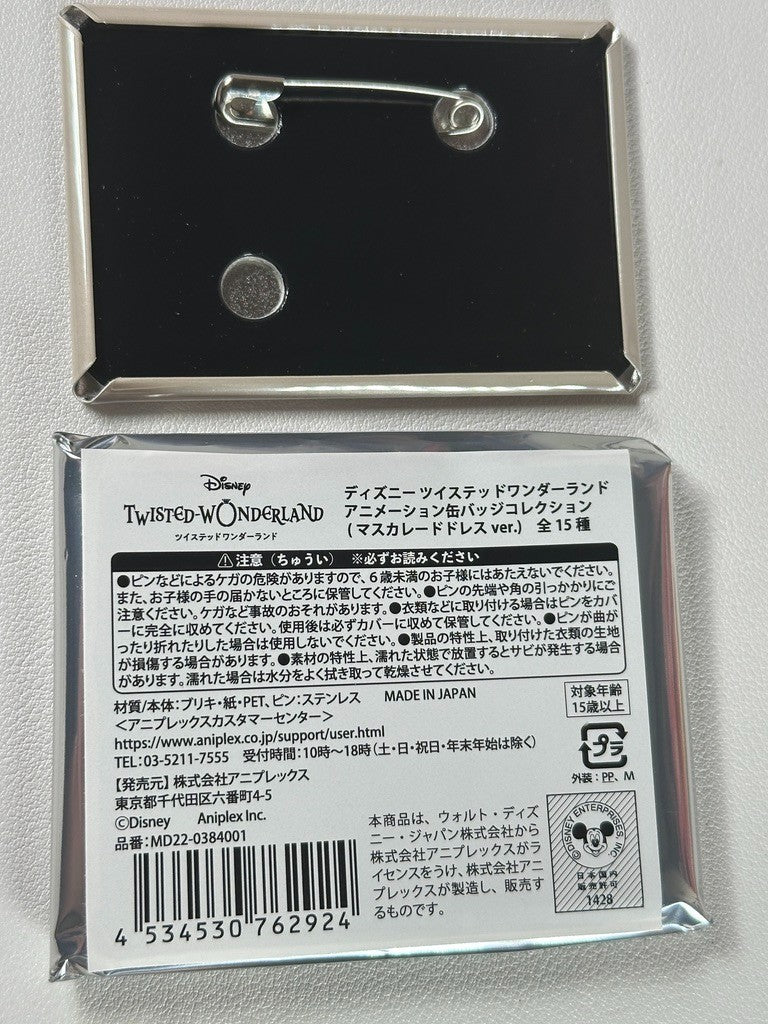 Disney
TWISTED-WONDERLAND
ツイステッドワンダーランド
ディズニー ツイステッドワンダーランド
アニメーション缶バッジコレクション
(マスカレードドレス ver.) 全15種
⚠注意(ちゅうい) ※必ずお読みください
●ピンなどによるケガの危険がありますので、6歳未満のお子様にはあたえないでください。
また、お子様の手の届かないところに保管してください。●ピンの先端や角の引っかかりにご
注意ください。ケガなど事故のおそれがあります。●衣類などに取り付ける場合はピンをカバ
ーに完全に収めてください。使用後は必ずカバーに収めて保管してください。●ピンが曲が
ったり折れたりした場合は使用しないでください。●製品の特性上、取り付けた衣類の生地
が損傷する場合があります。●素材の特性上、濡れた状態で放置するとサビが発生する場合
があります。濡れた場合は水分をよく拭き取って乾燥させてください。
材質/本体:ブリキ・紙・PET、ピン:ステンレス MADE IN JAPAN
<アニプレックスカスタマーセンター>
https://www.aniplex.co.jp/support/user.html
TEL:03-5211-7555 受付時間:10時~18時(土・日・祝日・年末年始は除く)
対象年齢
15歳以上
プラ
外装:PP、M
【発売元】株式会社アニプレックス
東京都千代田区六番町4-5
©Disney Aniplex Inc.
品番:MD22-0384001
4 534530 762924
本商品は、ウォルト・ディズ
ニー・ジャパン株式会社から
株式会社アニプレックスがラ
イセンスをうけ、株式会社アニ
プレックスが製造し、販売す
るものです。
©DISNEY ENTERPRISES, INC.
日本国内
販売許可
1428